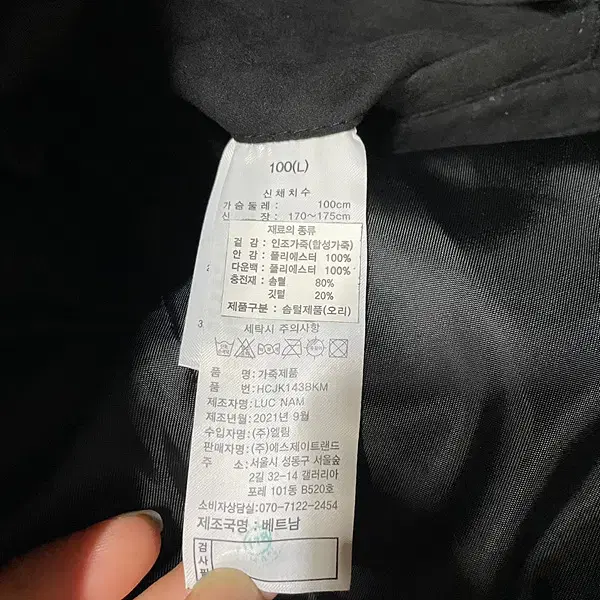 100(L)
신체치수
가슴둘레 : 100cm
신 장 : 170~175cm
재료의 종류
겉 감 : 인조가죽(합성가죽)
안 감 : 폴리에스터 100%
다운백 : 폴리에스터 100%
충전재 : 솜털 80%
깃털 20%
제품구분 : 솜털제품(오리)
3.
세탁시 주의사항
품 명:가죽제품
품 번:HCJK1438KM
제조자명:LUC NAM
제조년월:2021년 9월
수입자명:(주)엘림
판매자명:(주)에스제이트랜드
주 소:서울시 성동구 서울숲
2길 32-14 갤러리아
포레 101동 B520호
소비자상담실:070-7122-2454
제조국명:베트남
검
사